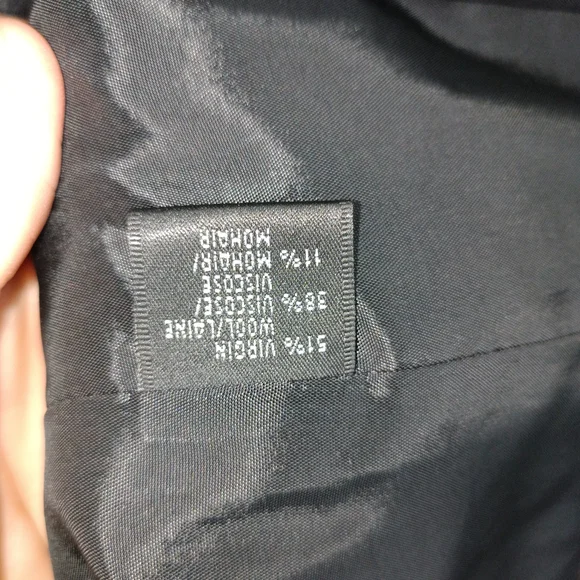 51% VIRGIN
WOOL/LAINE
38% VISCOSE/
VISCOSE
11% MOHAIR/
MOHAIR